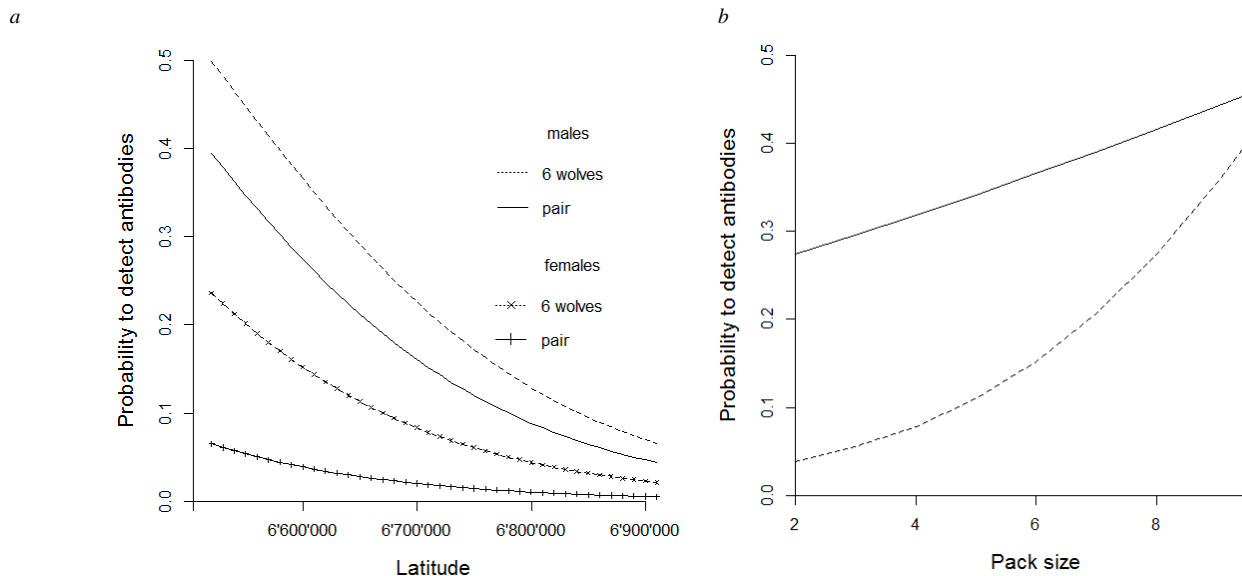 a
Probability to detect antibodies
0.5
0.4
0.3
0.2
0.1
0.0
males
6 wolves
pair
females
6 wolves
pair
6'600'000 6'700'000 6'800'000 6'900'000
Latitude
b
Probability to detect antibodies
0.5
0.4
0.3
0.2
0.1
0.0
2 4 6 8
Pack size